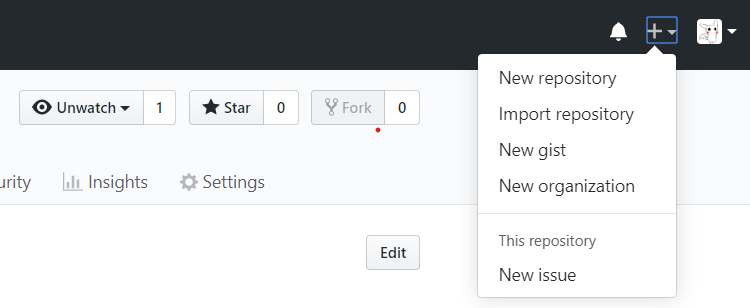 Unwatch 1 Star 0 Fork 0
urity Insights Settings
Edit
New repository
Import repository
New gist
New organization
This repository
New issue